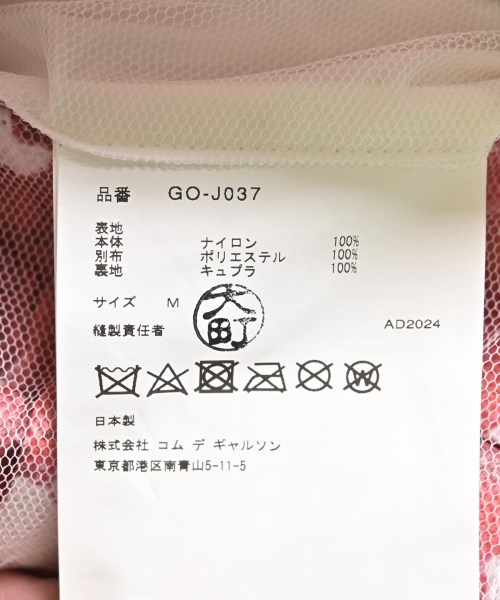 品番 GO-J037
表地
本体 ナイロン 100%
別布 ポリエステル 100%
裏地 キュプラ 100%
サイズ M
大町
縫製責任者
AD2024
日本製
株式会社 コム デ ギャルソン
東京都港区南青山5-11-5